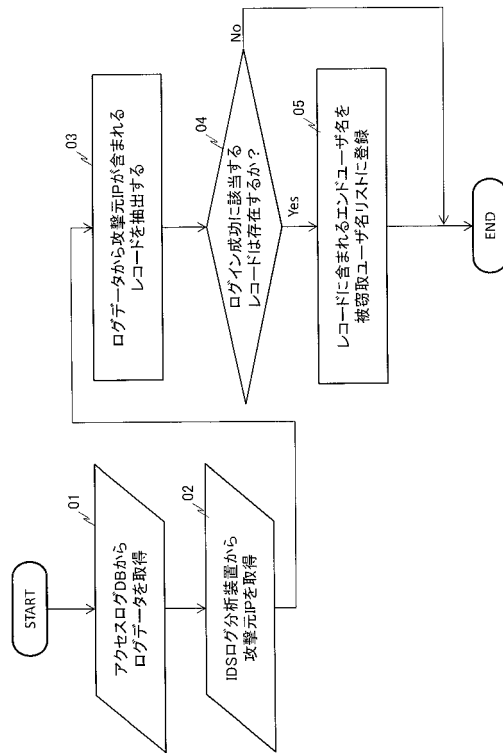 START
01
アクセスログDBから
ログデータを取得
02
IDSログ分析装置から
攻撃元IPを取得
03
ログデータから攻撃元IPが含まれる
レコードを抽出する
04
ログイン成功に該当する
レコードは存在するか？
No
Yes
05
レコードに含まれるエンドユーザ名を
被窃取ユーザ名リストに登録
END